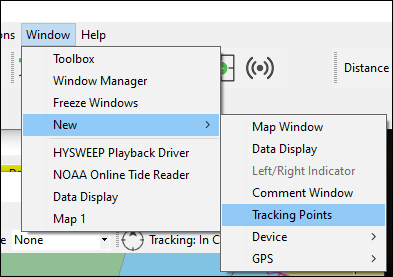 Window Help
Toolbox
Window Manager
Freeze Windows
New
HYSWEEP Playback Driver
NOAA Online Tide Reader
Data Display
Map 1
Distance
Map Window
Data Display
Left/Right Indicator
Comment Window
Tracking Points
Device
GPS
None
Tracking: In C